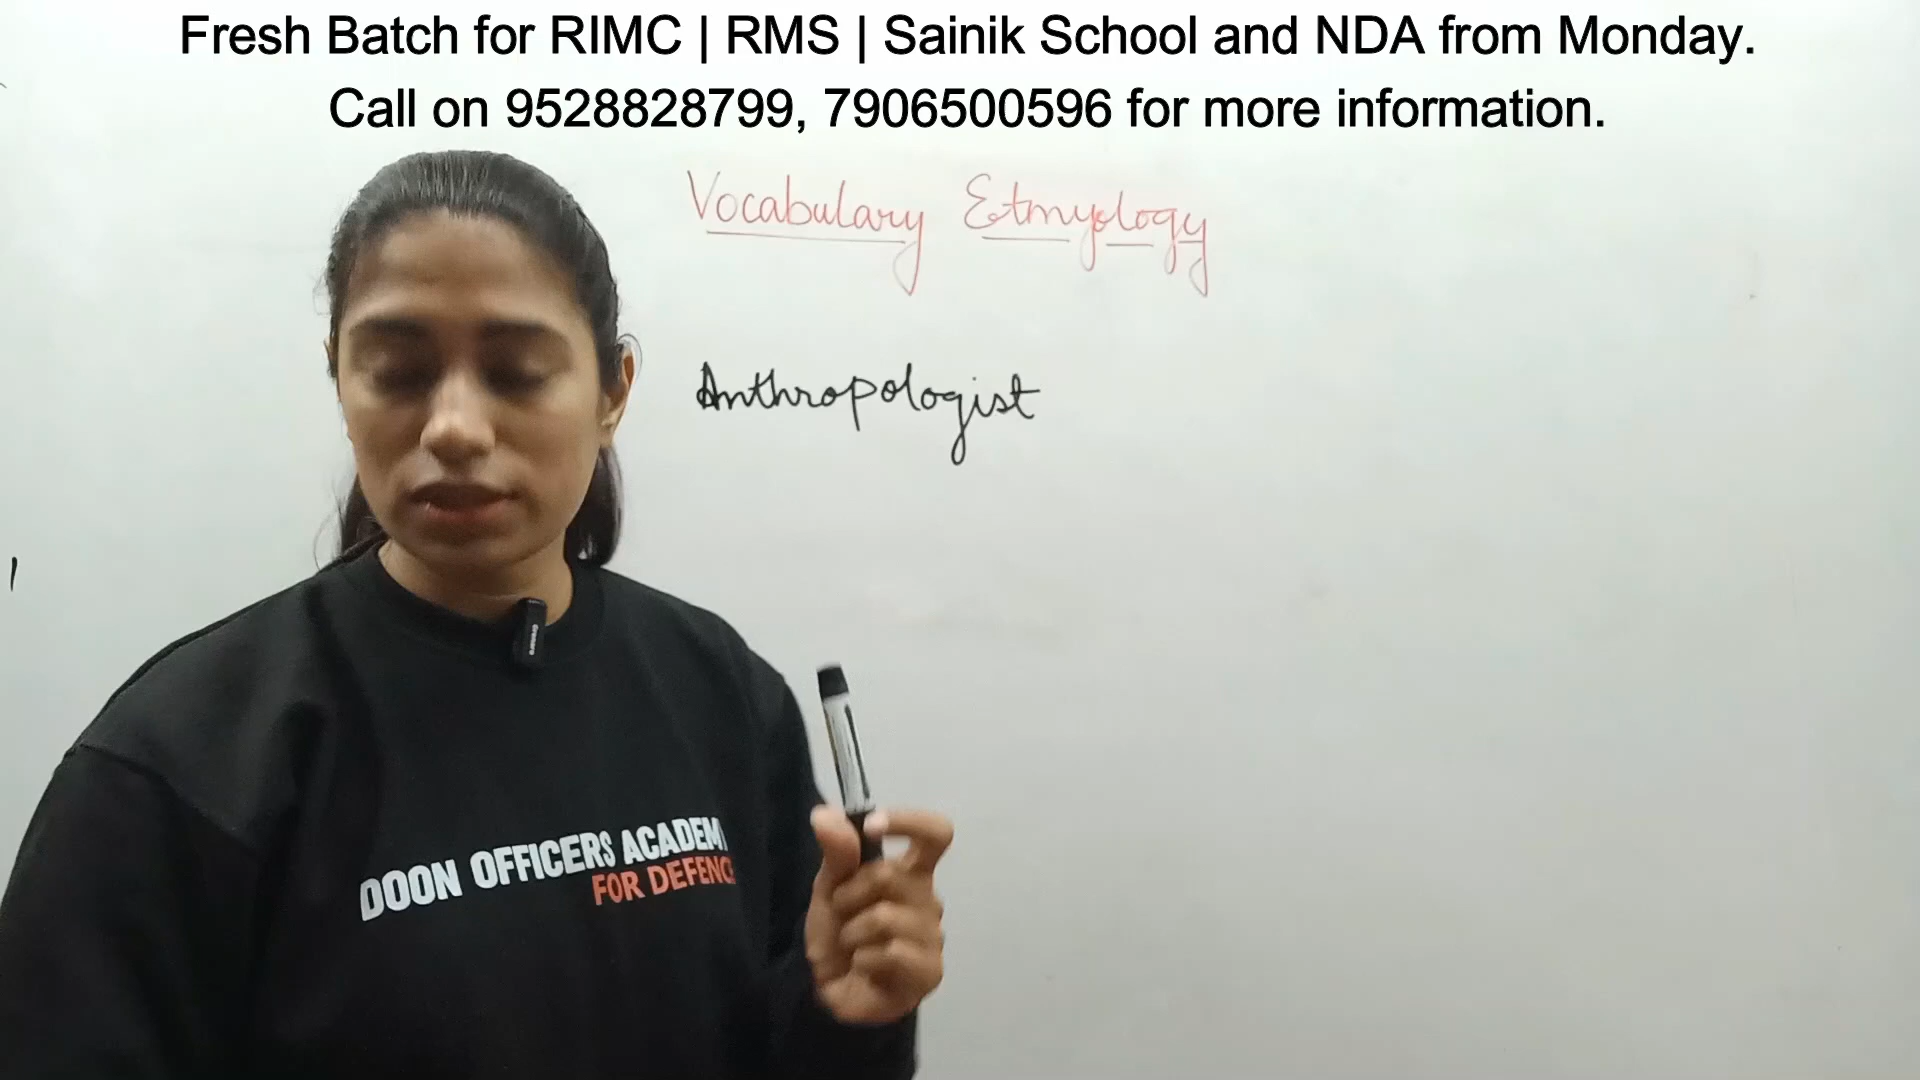 Fresh Batch for RIMC | RMS | Sainik School and NDA from Monday.
Call on 9528828799, 7906500596 for more information.
Vocabulary Etmyology
Anthropologist
DOON OFFICERS ACADEM
FOR DEFENC